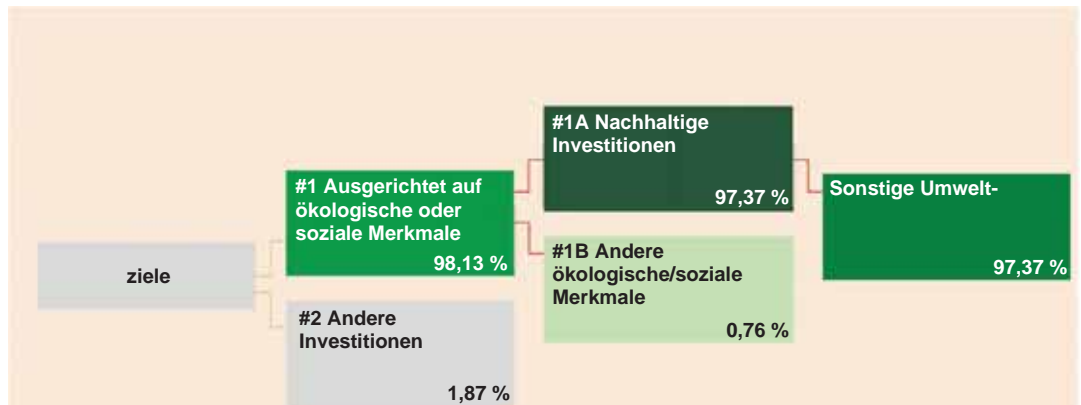 #1A Nachhaltige
Investitionen
97,37 %
#1 Ausgerichtet auf
ökologische oder
soziale Merkmale
98,13 %
Sonstige Umwelt-
97,37 %
ziele
#1B Andere
ökologische/soziale
Merkmale
0,76 %
#2 Andere
Investitionen
1,87 %